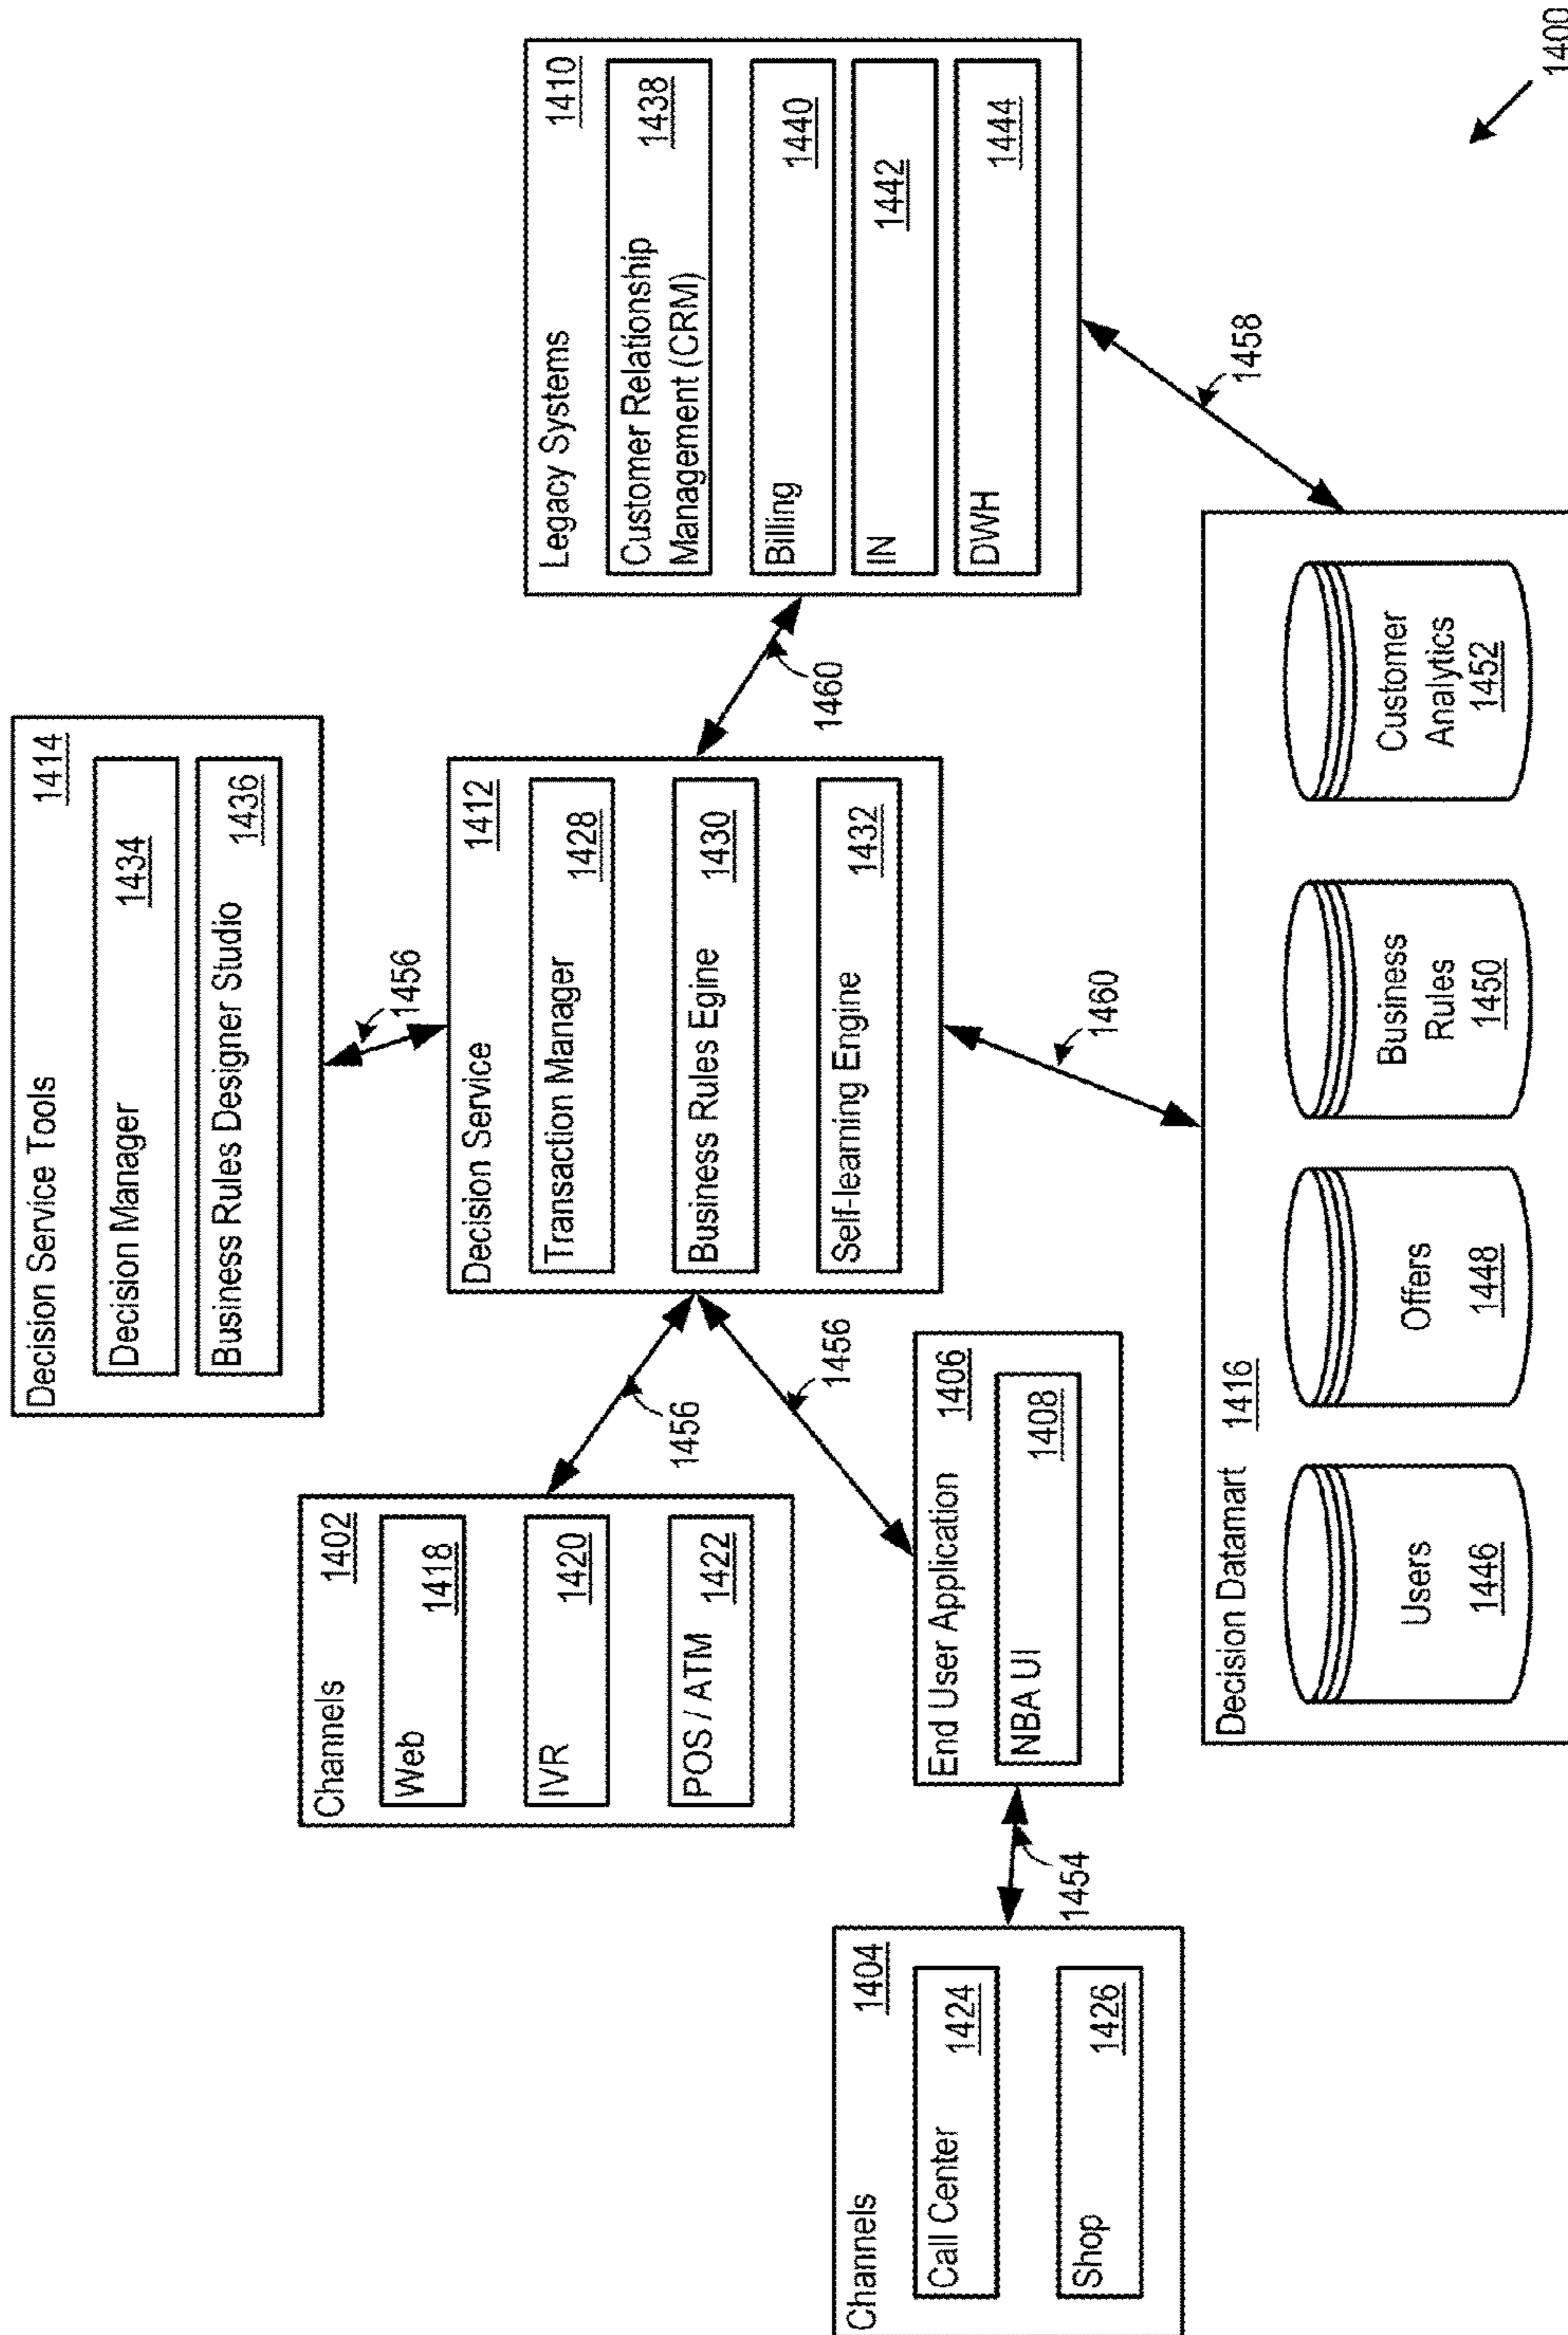 Decision Service Tools 1414
Decision Manager 1434
Business Rules Designer Studio 1436
1456
Channels 1402
Web 1418
IVR 1420
POS / ATM 1422
1456
Decision Service 1412
Transaction Manager 1428
Business Rules Egine 1430
Self-learning Engine 1432
1460
Legacy Systems 1410
Customer Relationship
Management (CRM) 1438
Billing 1440
IN 1442
DWH 1444
Channels 1404
Call Center 1424
Shop 1426
1454
End User Application 1406
NBA UI 1408
1456
1460
1458
Decision Datamart 1416
Users
1446
Offers
1448
Business
Rules
1450
Customer
Analytics
1452
1400